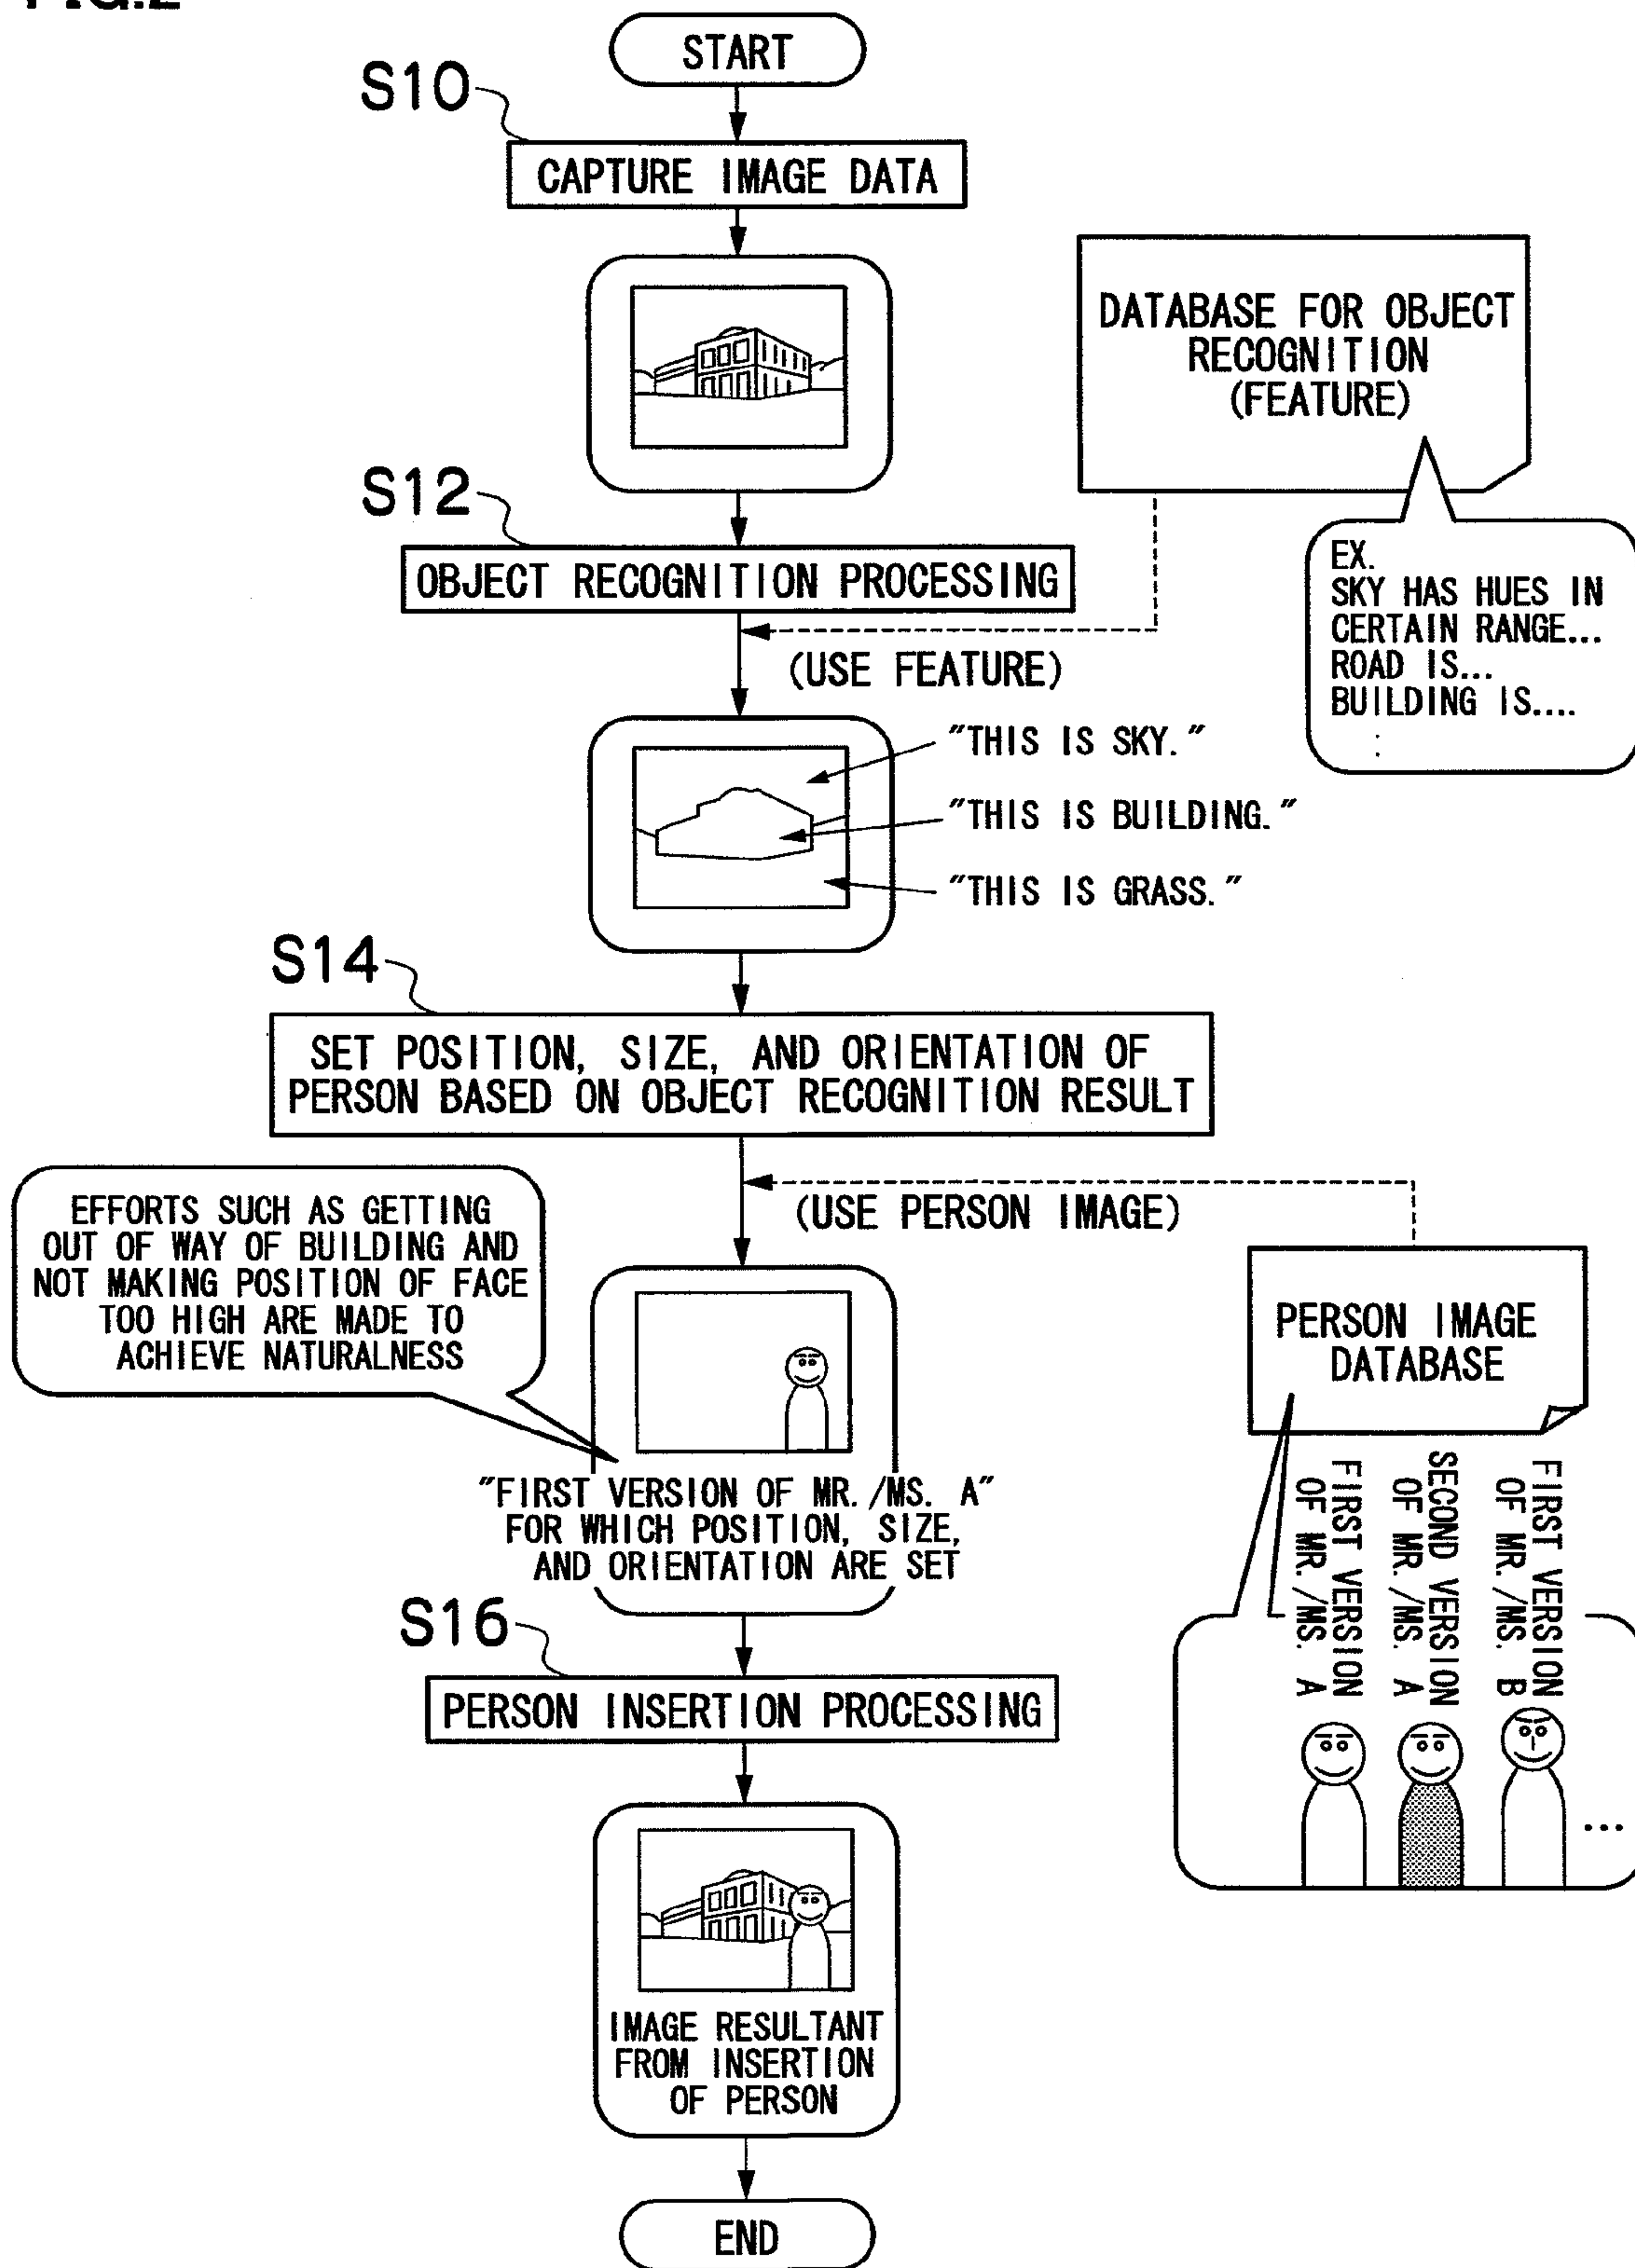 FIG.2
START
S10
CAPTURE IMAGE DATA
DATABASE FOR OBJECT
RECOGNITION
(FEATURE)
S12
OBJECT RECOGNITION PROCESSING
EX.
SKY HAS HUES IN
CERTAIN RANGE...
ROAD IS...
BUILDING IS....
:
(USE FEATURE)
"THIS IS SKY."
"THIS IS BUILDING."
"THIS IS GRASS."
S14
SET POSITION, SIZE, AND ORIENTATION OF
PERSON BASED ON OBJECT RECOGNITION RESULT
EFFORTS SUCH AS GETTING
OUT OF WAY OF BUILDING AND
NOT MAKING POSITION OF FACE
TOO HIGH ARE MADE TO
ACHIEVE NATURALNESS
(USE PERSON IMAGE)
PERSON IMAGE
DATABASE
"FIRST VERSION OF MR./MS. A"
FOR WHICH POSITION, SIZE,
AND ORIENTATION ARE SET
FIRST VERSION
OF MR./MS. A
SECOND VERSION
OF MR./MS. A
FIRST VERSION
OF MR./MS. B
...
S16
PERSON INSERTION PROCESSING
IMAGE RESULTANT
FROM INSERTION
OF PERSON
END